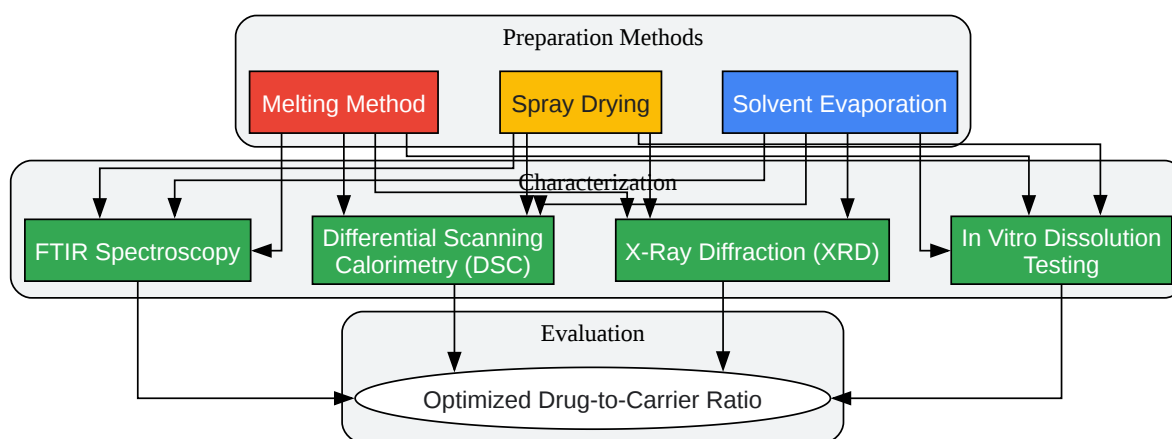 Preparation Methods
Melting Method
Spray Drying
Solvent Evaporation
Characterization
FTIR Spectroscopy
Differential Scanning
Calorimetry (DSC)
X-Ray Diffraction (XRD)
In Vitro Dissolution
Testing
Evaluation
Optimized Drug-to-Carrier Ratio